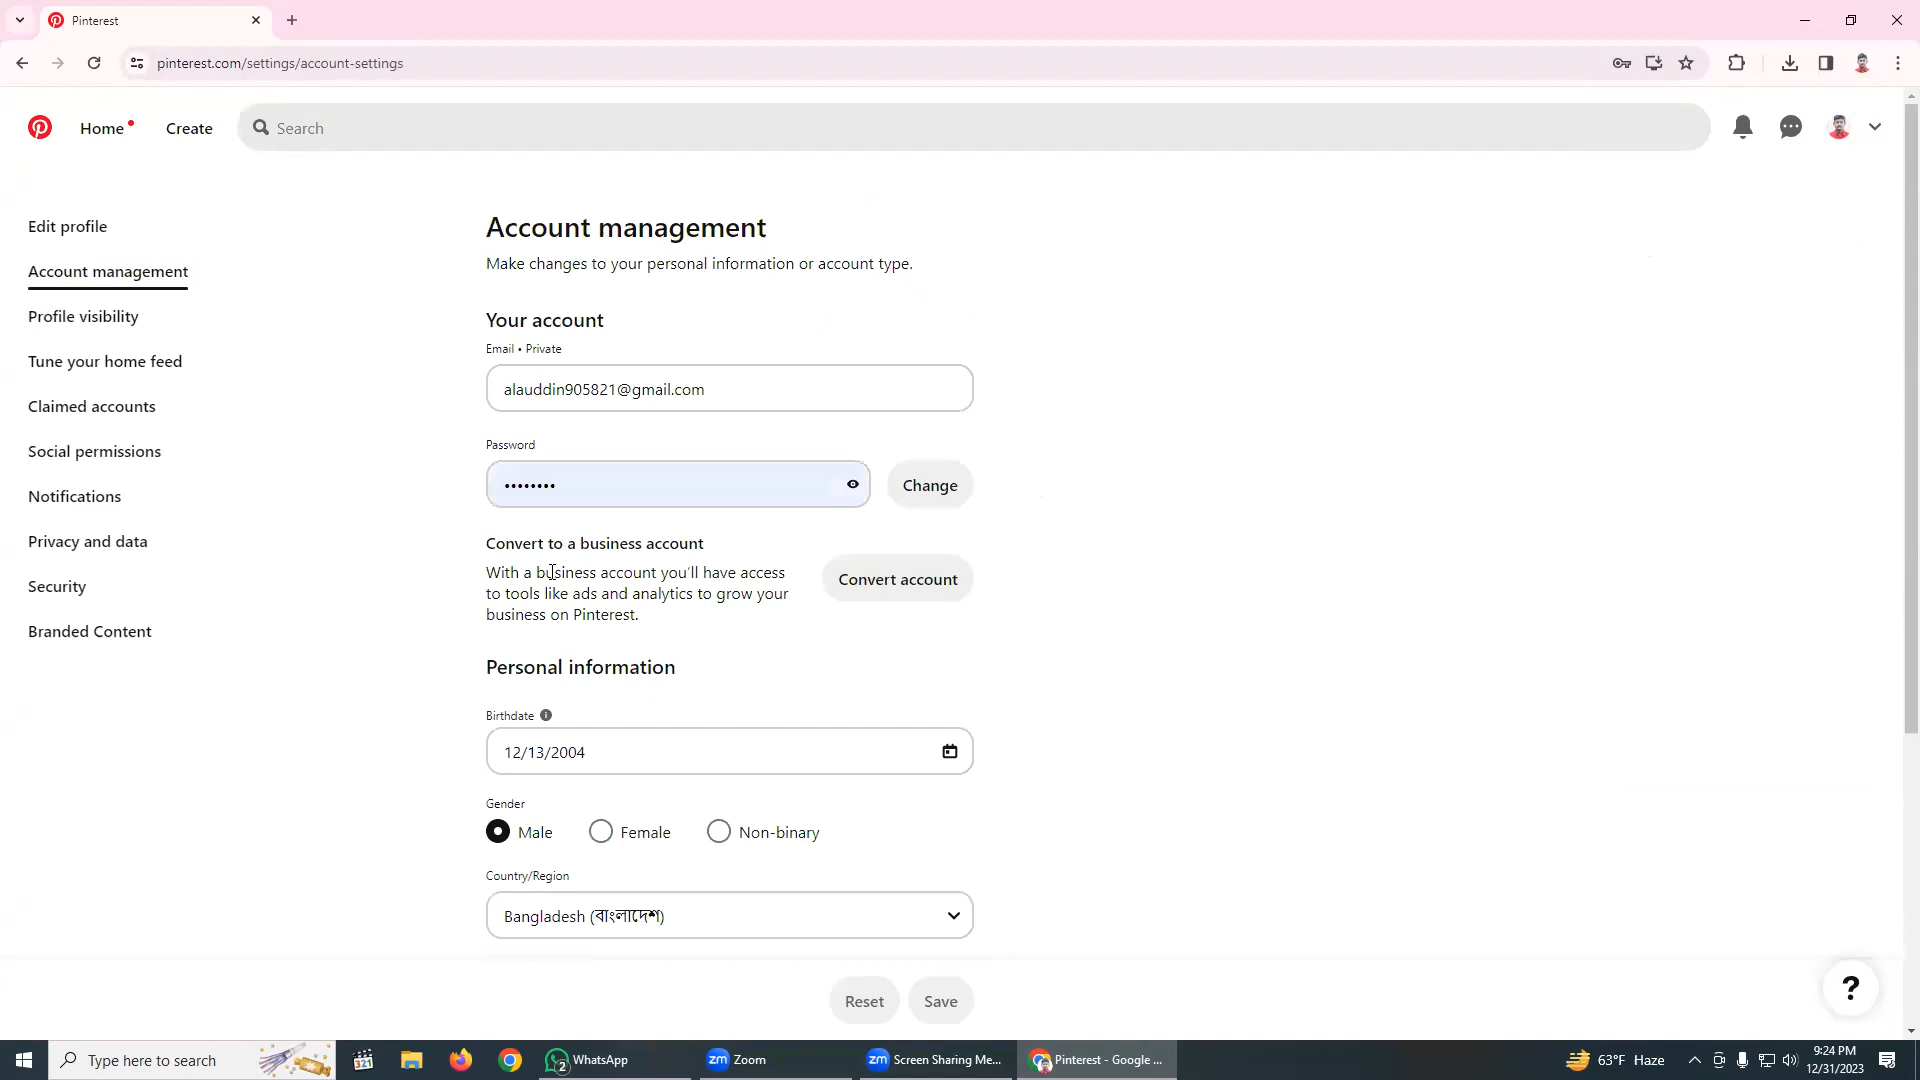 Pinterest
pinterest.com/settings/account-settings
Home
Create
Search
Edit profile
Account management
Profile visibility
Tune your home feed
Claimed accounts
Social permissions
Notifications
Privacy and data
Security
Branded Content
Account management
Make changes to your personal information or account type.
Your account
Email • Private
alauddin905821@gmail.com
Password
••••••••
Change
Convert to a business account
With a business account you'll have access
to tools like ads and analytics to grow your
business on Pinterest.
Convert account
Personal information
Birthdate
12/13/2004
Gender
Male
Female
Non-binary
Country/Region
Bangladesh (বাংলাদেশ)
Reset
Save
?
Type here to search
321
2
WhatsApp
zm
Zoom
zm
Screen Sharing Me...
Pinterest - Google ...
63°F Haze
9:24 PM
12/31/2023